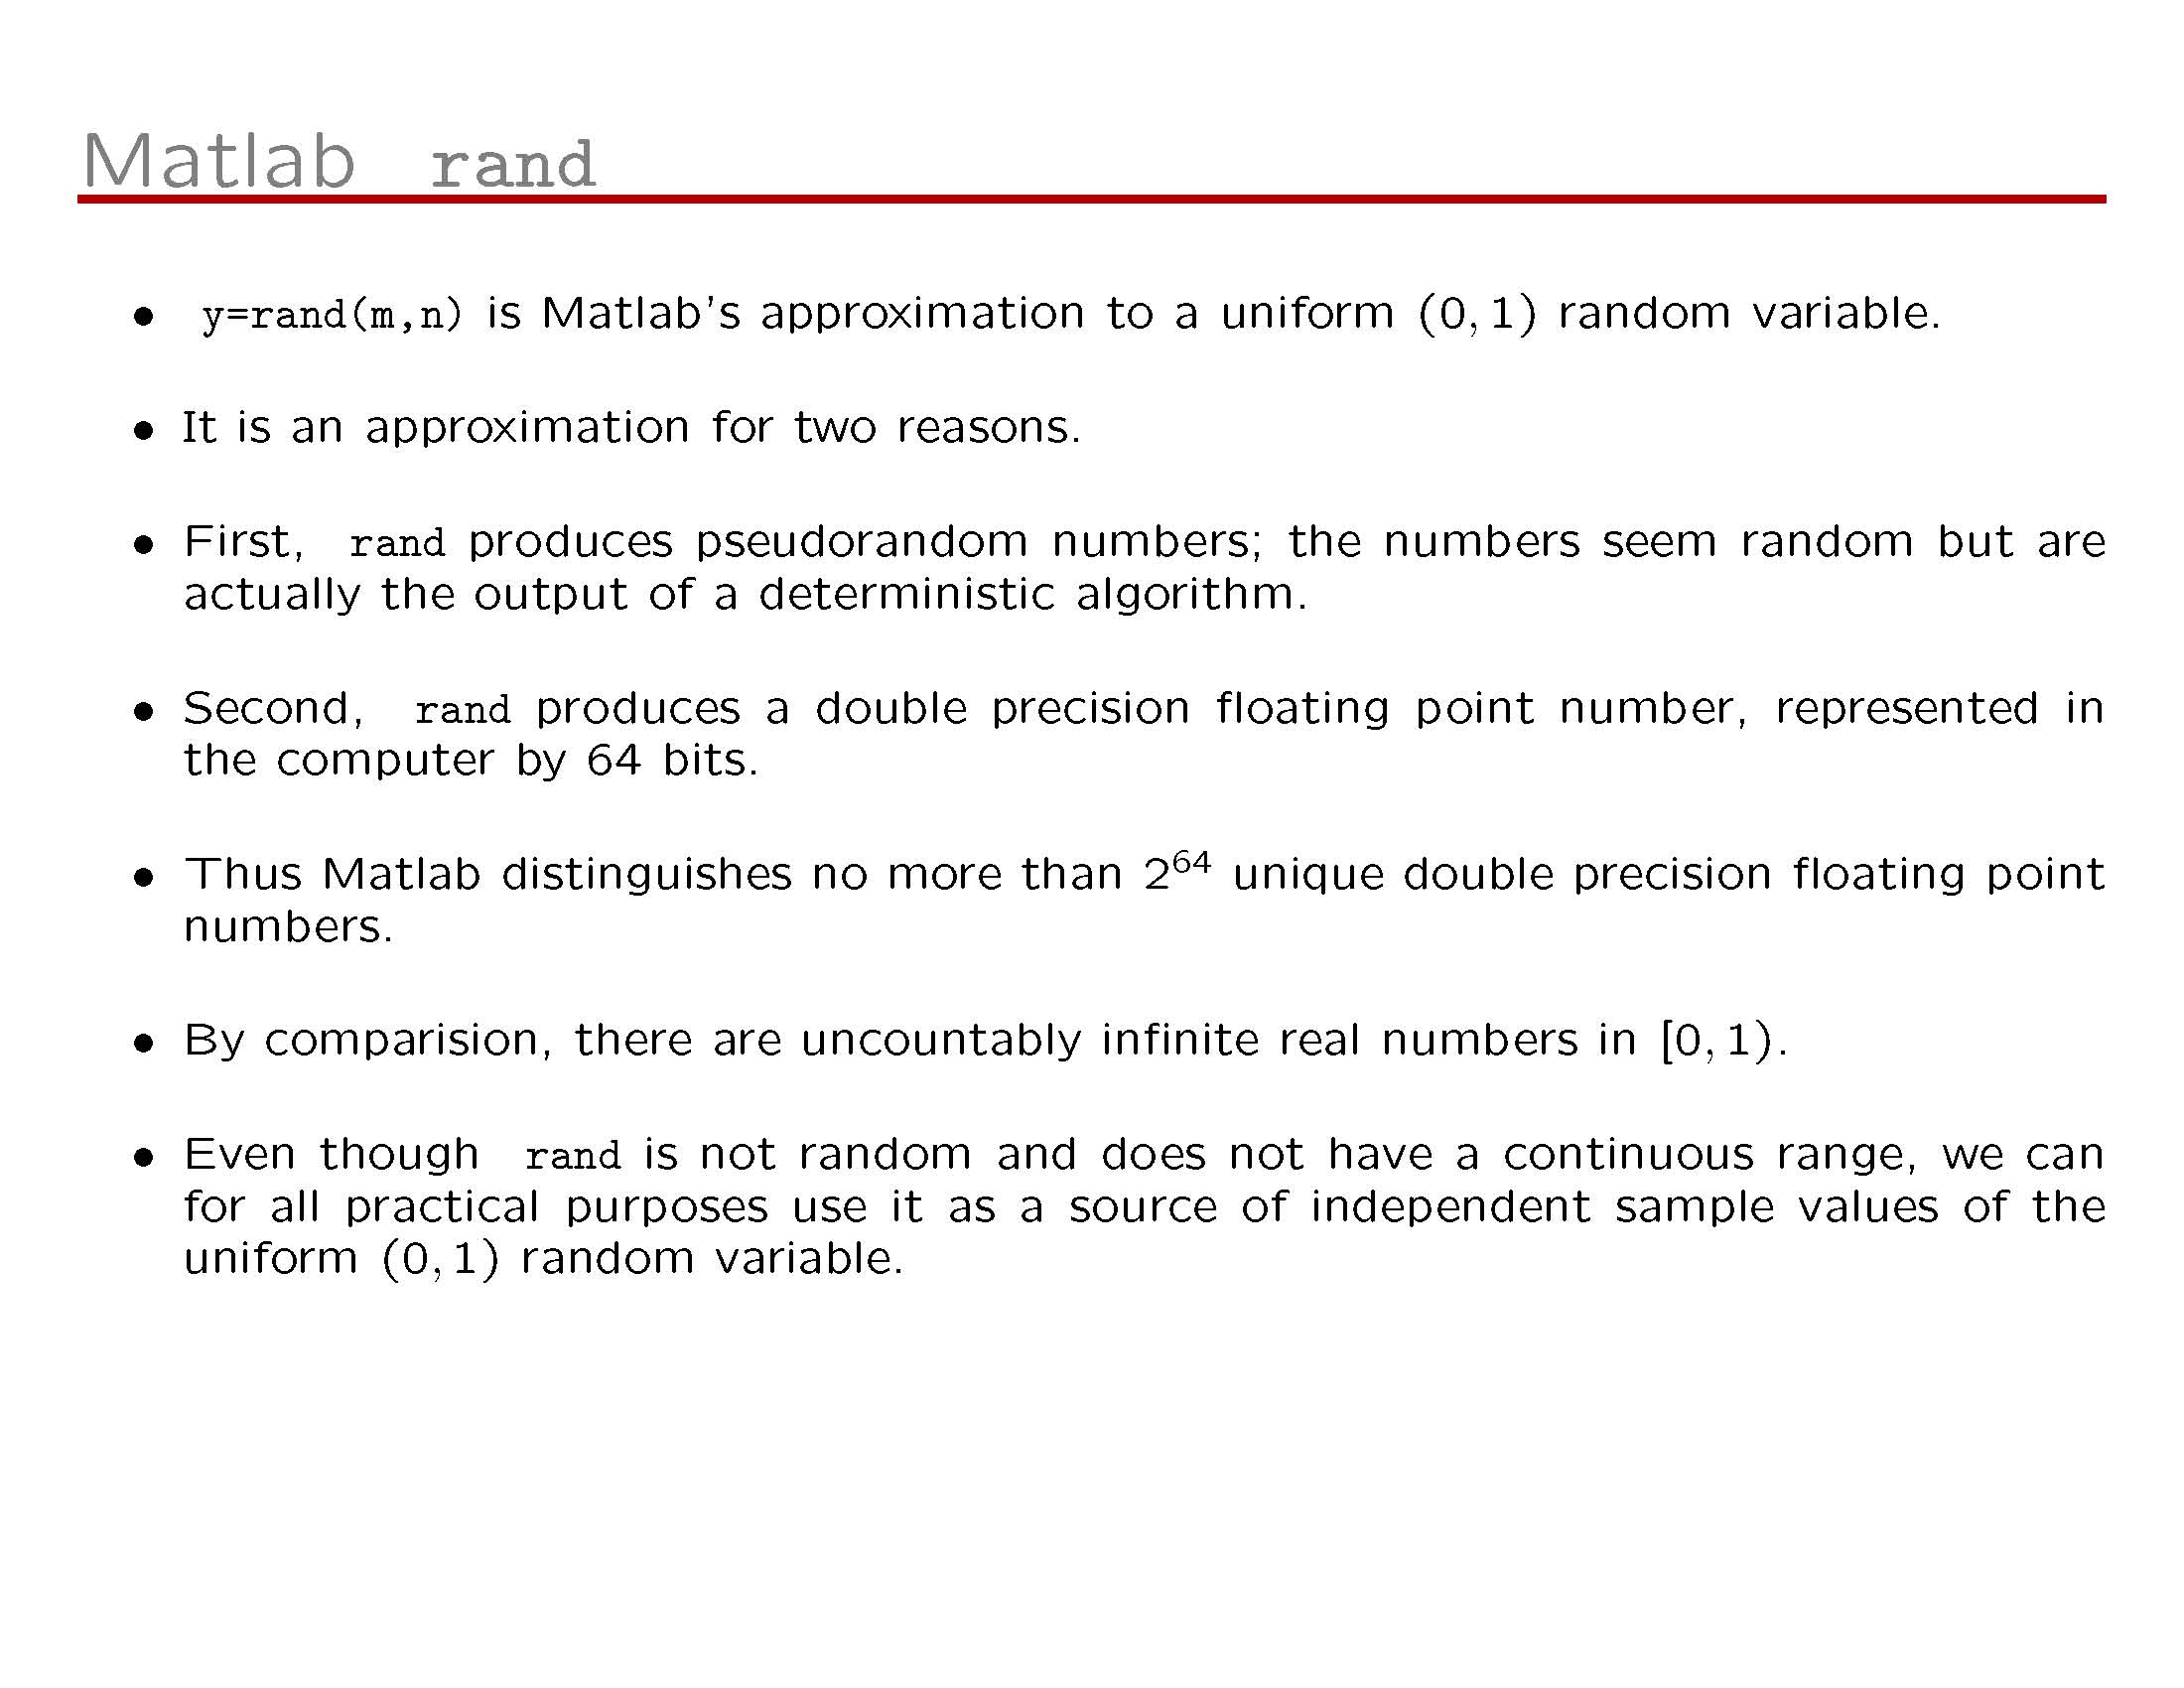 Matlab rand
• y=rand(m,n) is Matlab's approximation to a uniform (0, 1) random variable.
• It is an approximation for two reasons.
• First, rand produces pseudorandom numbers; the numbers seem random but are
actually the output of a deterministic algorithm.
• Second, rand produces a double precision floating point number, represented in
the computer by 64 bits.
• Thus Matlab distinguishes no more than 2⁶⁴ unique double precision floating point
numbers.
• By comparision, there are uncountably infinite real numbers in [0, 1).
• Even though rand is not random and does not have a continuous range, we can
for all practical purposes use it as a source of independent sample values of the
uniform (0, 1) random variable.